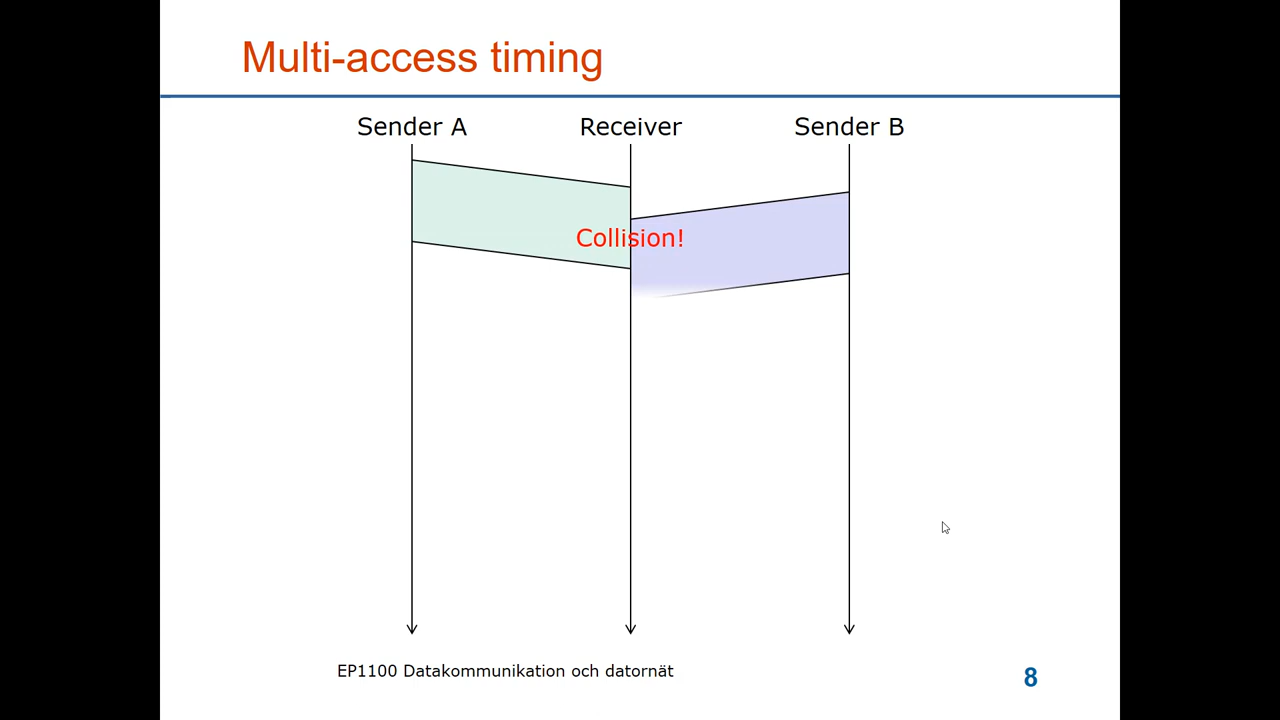 Multi-access timing
Sender A
Receiver
Sender B
Collision!
EP1100 Datakommunikation och datornät
8